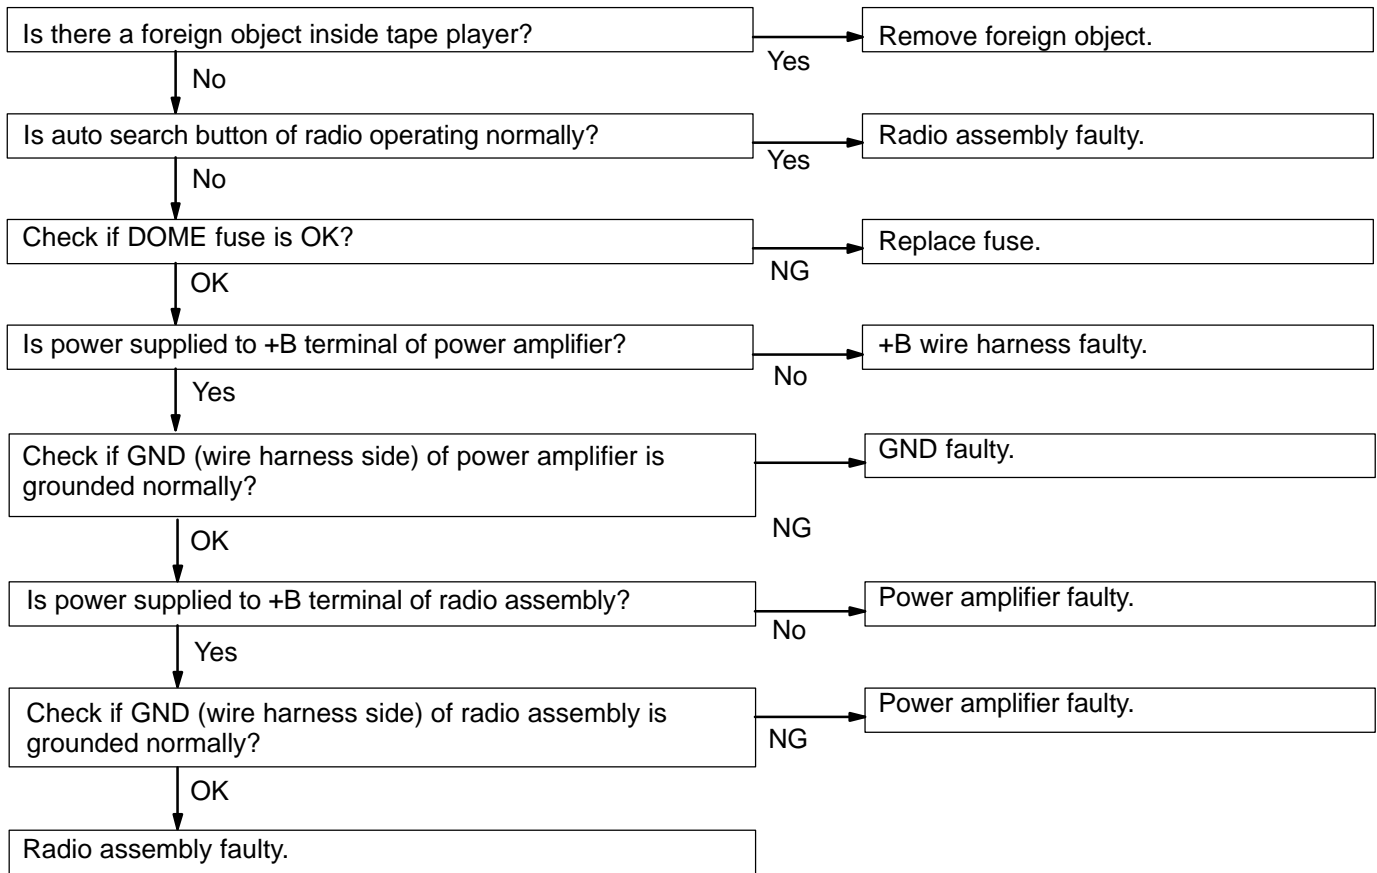 Is there a foreign object inside tape player?
Yes
Remove foreign object.
No
Is auto search button of radio operating normally?
Yes
Radio assembly faulty.
No
Check if DOME fuse is OK?
NG
Replace fuse.
OK
Is power supplied to +B terminal of power amplifier?
No
+B wire harness faulty.
Yes
Check if GND (wire harness side) of power amplifier is
grounded normally?
NG
GND faulty.
OK
Is power supplied to +B terminal of radio assembly?
No
Power amplifier faulty.
Yes
Check if GND (wire harness side) of radio assembly is
grounded normally?
NG
Power amplifier faulty.
OK
Radio assembly faulty.